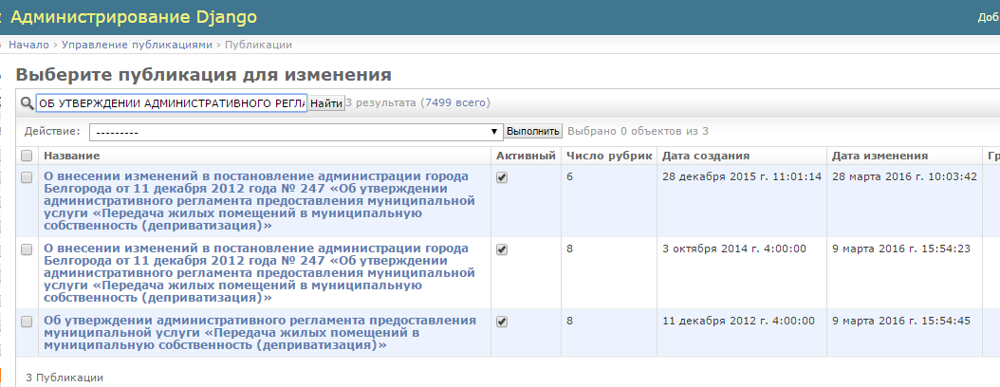 Администрирование Django
Доб
Начало › Управление публикациями › Публикации
Выберите публикация для изменения
ОБ УТВЕРЖДЕНИИ АДМИНИСТРАТИВНОГО РЕГЛА Найти 3 результата (7499 всего)
Действие: --------- Выполнить Выбрано 0 объектов из 3
Название Активный Число рубрик Дата создания Дата изменения Гр
О внесении изменений в постановление администрации города 6 28 декабря 2015 г. 11:01:14 28 марта 2016 г. 10:03:42
Белгорода от 11 декабря 2012 года № 247 «Об утверждении
административного регламента предоставления муниципальной
услуги «Передача жилых помещений в муниципальную
собственность (деприватизация)»
О внесении изменений в постановление администрации города 8 3 октября 2014 г. 4:00:00 9 марта 2016 г. 15:54:23
Белгорода от 11 декабря 2012 года № 247 «Об утверждении
административного регламента предоставления муниципальной
услуги «Передача жилых помещений в муниципальную
собственность (деприватизация)»
Об утверждении административного регламента предоставления 8 11 декабря 2012 г. 4:00:00 9 марта 2016 г. 15:54:45
муниципальной услуги «Передача жилых помещений в
муниципальную собственность (деприватизация)»
3 Публикации